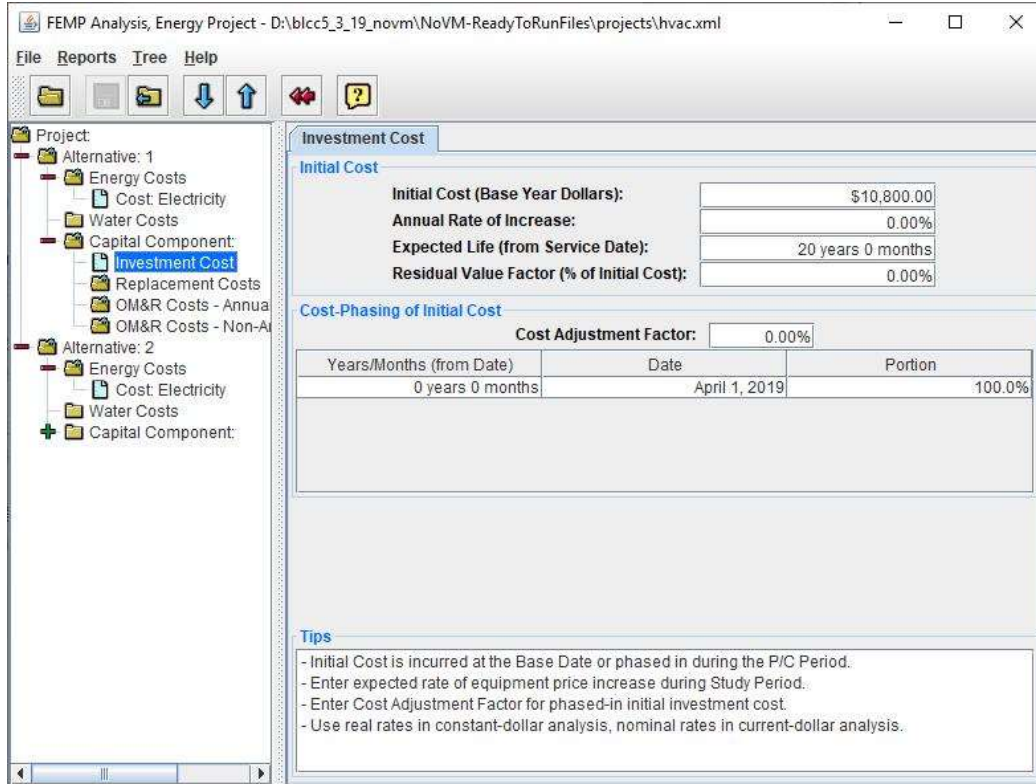 FEMP Analysis, Energy Project - D:\blcc5_3_19_novm\NoVM-ReadyToRunFiles\projects\hvac.xml
File Reports Tree Help
Project:
Alternative: 1
Energy Costs
Cost: Electricity
Water Costs
Capital Component:
Investment Cost
Replacement Costs
OM&R Costs - Annua
OM&R Costs - Non-A
Alternative: 2
Energy Costs
Cost: Electricity
Water Costs
Capital Component:
Investment Cost
Initial Cost
Initial Cost (Base Year Dollars): $10,800.00
Annual Rate of Increase: 0.00%
Expected Life (from Service Date): 20 years 0 months
Residual Value Factor (% of Initial Cost): 0.00%
Cost-Phasing of Initial Cost
Cost Adjustment Factor: 0.00%
Years/Months (from Date) Date Portion
0 years 0 months April 1, 2019 100.0%
Tips
- Initial Cost is incurred at the Base Date or phased in during the P/C Period.
- Enter expected rate of equipment price increase during Study Period.
- Enter Cost Adjustment Factor for phased-in initial investment cost.
- Use real rates in constant-dollar analysis, nominal rates in current-dollar analysis.